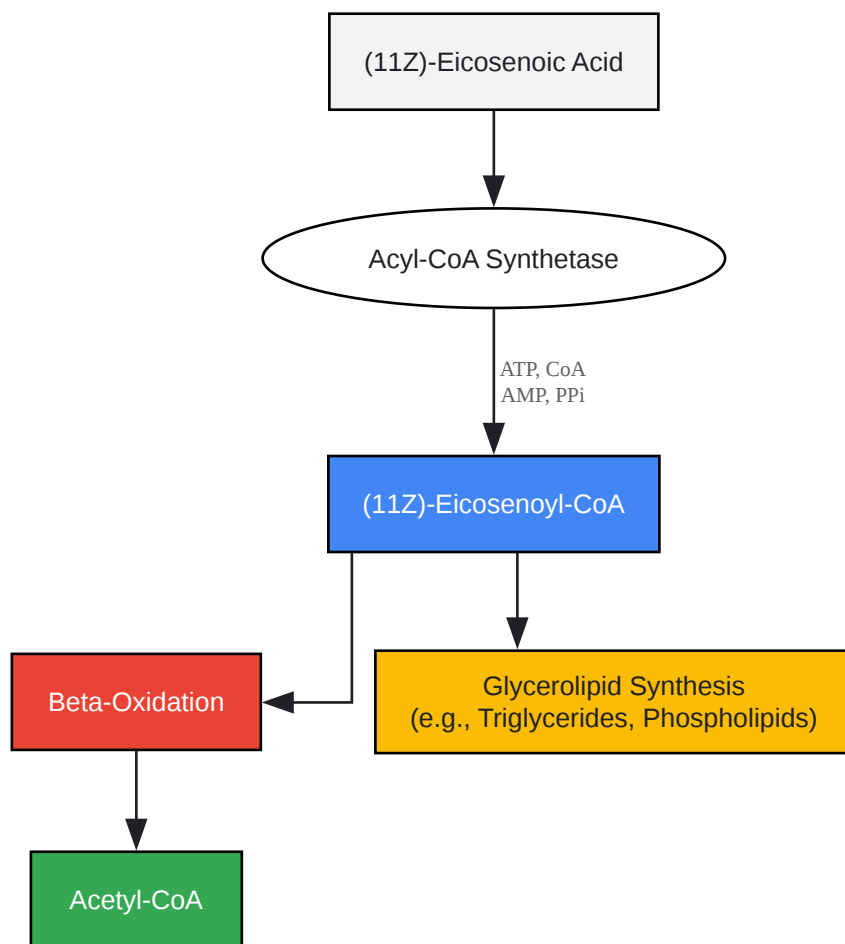 (11Z)-Eicosenoic Acid
Acyl-CoA Synthetase
ATP, CoA
AMP, PPi
(11Z)-Eicosenoyl-CoA
Beta-Oxidation
Glycerolipid Synthesis
(e.g., Triglycerides, Phospholipids)
Acetyl-CoA